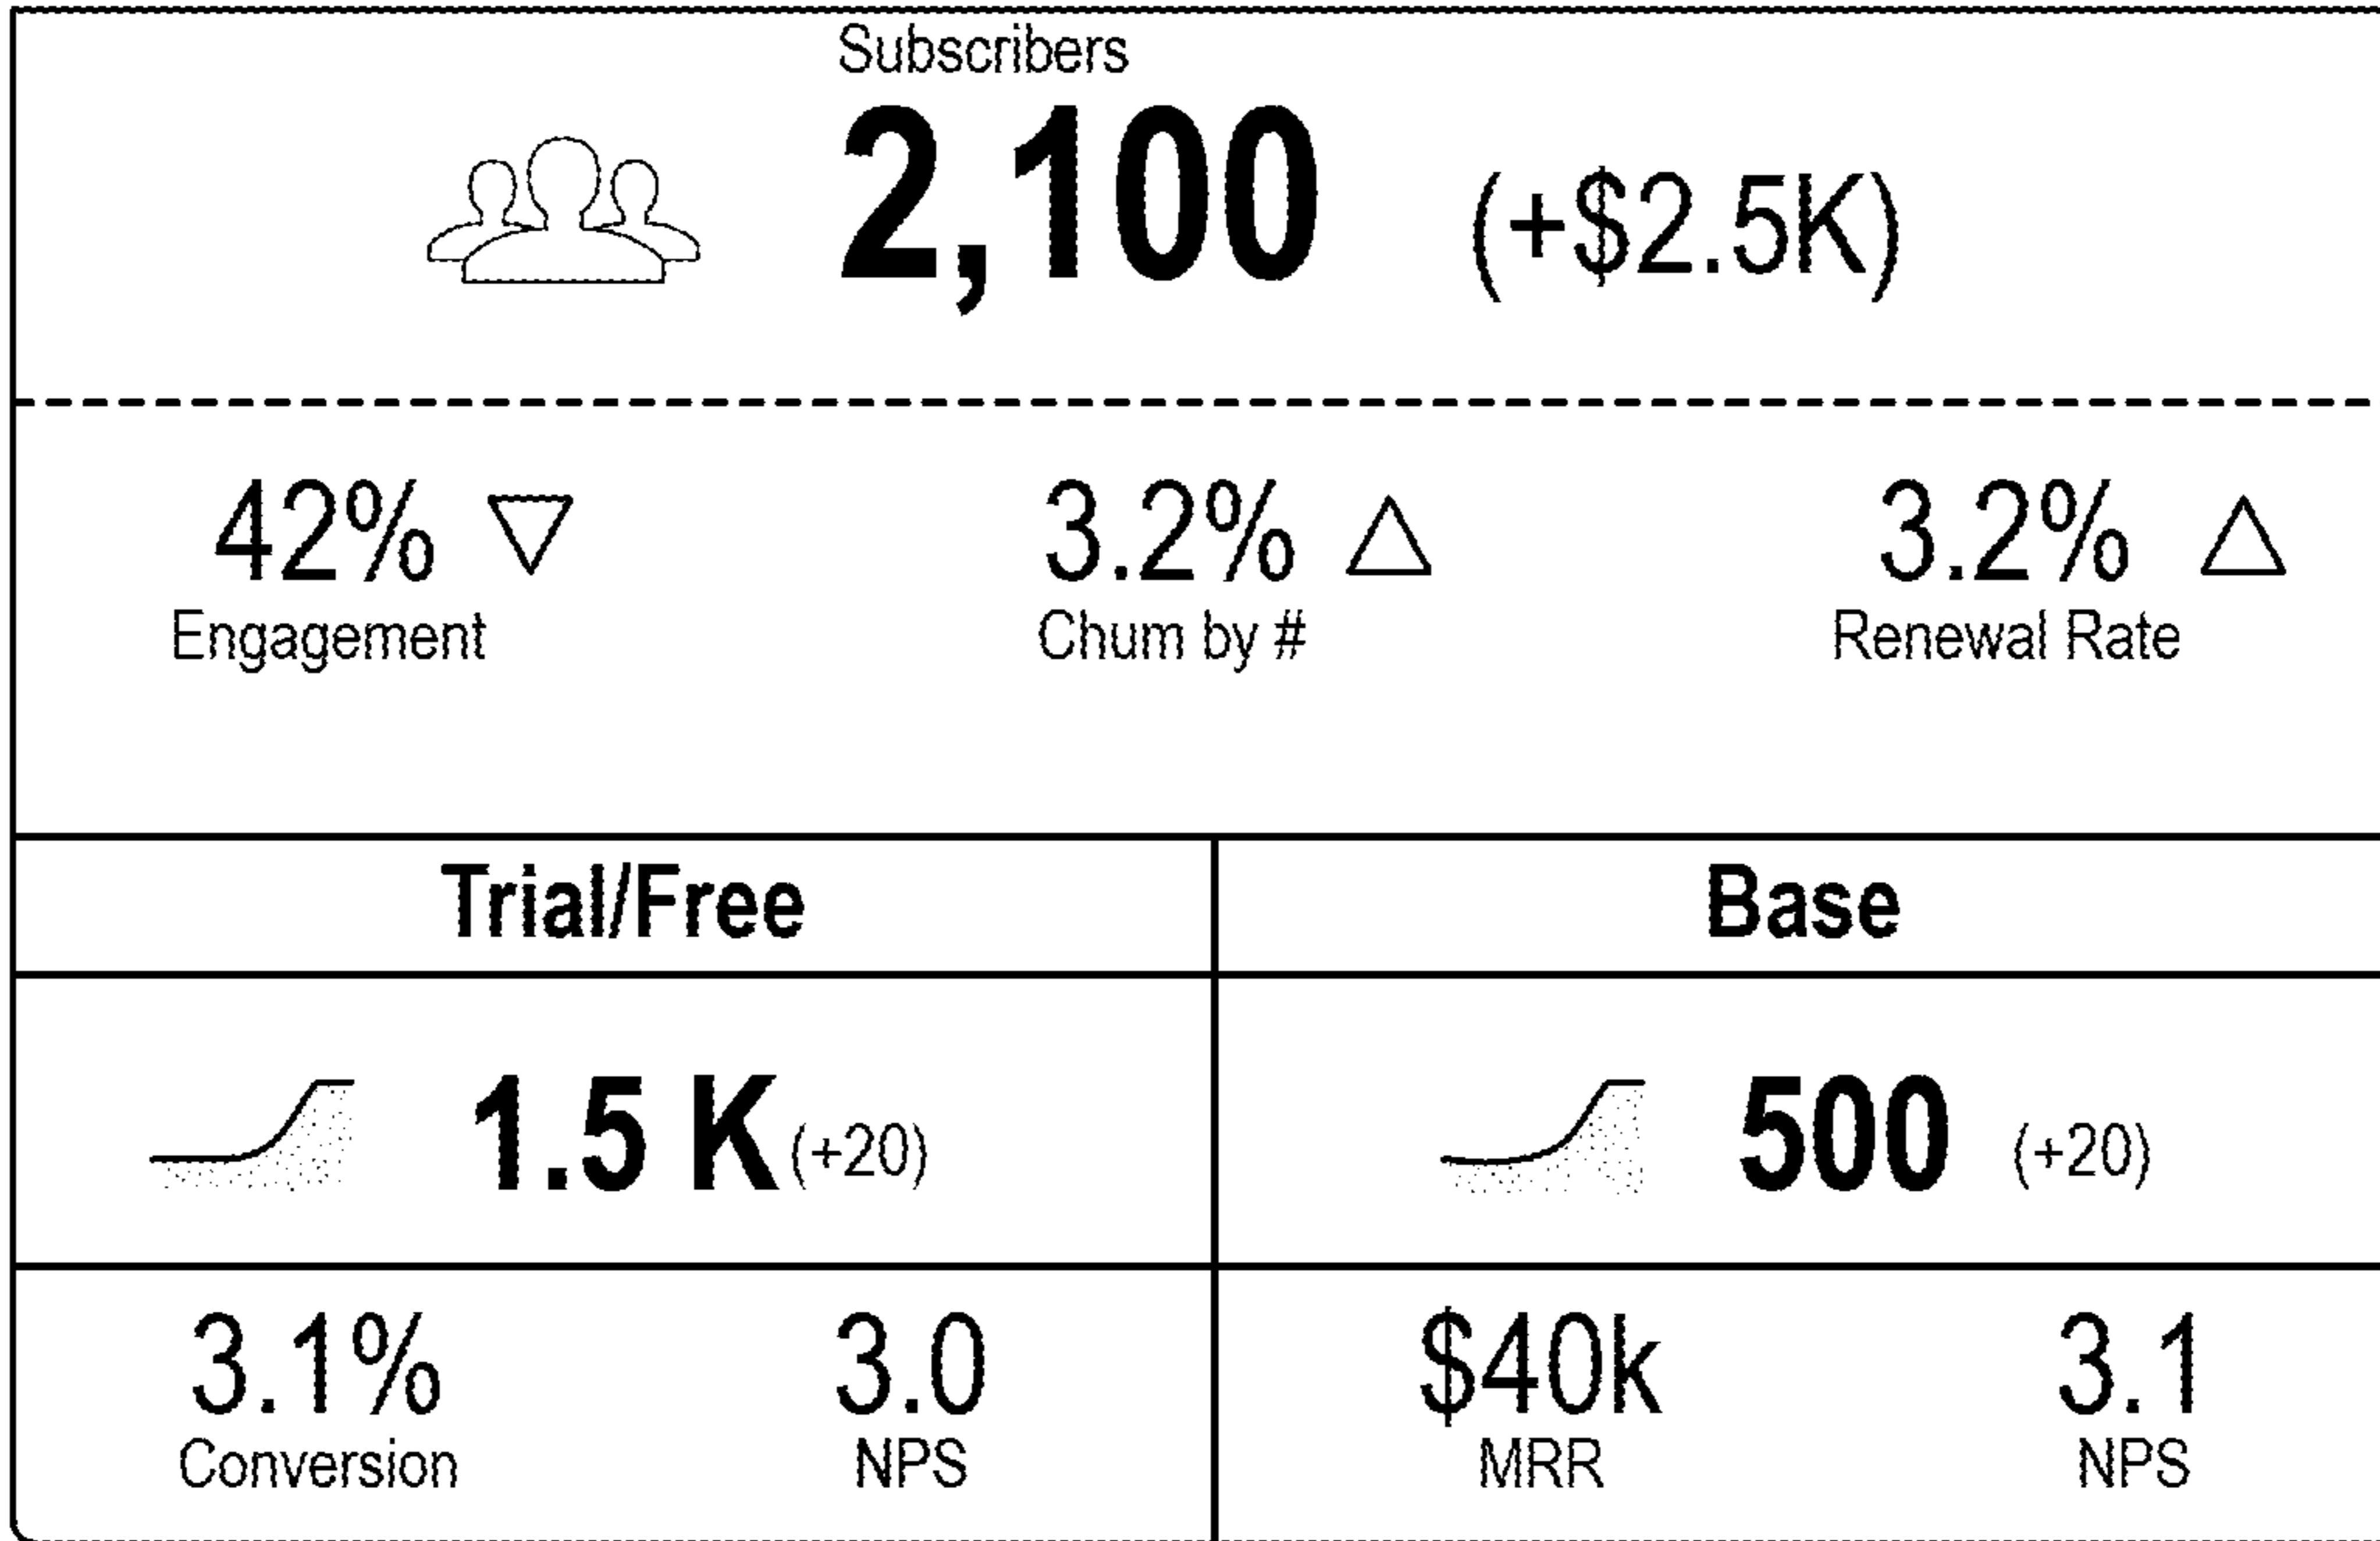 Subscribers
2,100 (+$2.5K)
42% 3.2% 3.2%
Engagement Chum by # Renewal Rate
Trial/Free Base
1.5 K (+20) 500 (+20)
3.1% 3.0 $40k 3.1
Conversion NPS MRR NPS